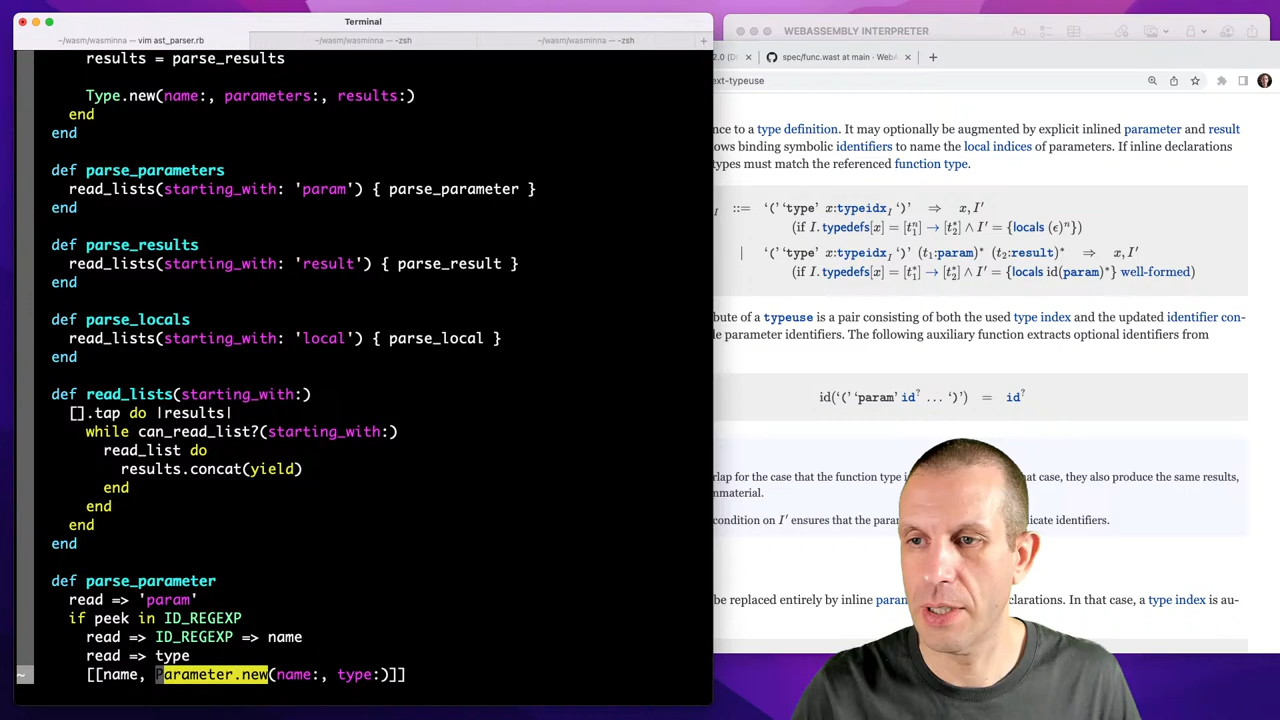 Terminal
~/wasm/wasminna — vim ast_parser.rb
~/wasm/wasminna — -zsh
~/wasm/wasminna — -zsh
+
results = parse_results
Type.new(name:, parameters:, results:)
end
end
def parse_parameters
read_lists(starting_with: 'param') { parse_parameter }
end
def parse_results
read_lists(starting_with: 'result') { parse_result }
end
def parse_locals
read_lists(starting_with: 'local') { parse_local }
end
def read_lists(starting_with:)
[].tap do |results|
while can_read_list?(starting_with:)
read_list do
results.concat(yield)
end
end
end
end
def parse_parameter
read => 'param'
if peek in ID_REGEXP
read => ID_REGEXP => name
read => type
[[name, Parameter.new(name:, type:)]]
~
WEBASSEMBLY INTERPRETER
Aa
2.0 (D ×
spec/func.wast at main · WebA ×
+
ext-typeuse
nce to a type definition. It may optionally be augmented by explicit inlined parameter and result
ows binding symbolic identifiers to name the local indices of parameters. If inline declarations
types must match the referenced function type.
I ::= ‘(’ ‘type’ x:typeidxI ‘)’ ⇒ x, I′
(if I.typedefs[x] = [t₁ⁿ] → [t₂*] ∧ I′ = {locals (ϵ)ⁿ})
| ‘(’ ‘type’ x:typeidxI ‘)’ (t₁:param)* (t₂:result)* ⇒ x, I′
(if I.typedefs[x] = [t₁*] → [t₂*] ∧ I′ = {locals id(param)*} well-formed)
bute of a typeuse is a pair consisting of both the used type index and the updated identifier con-
le parameter identifiers. The following auxiliary function extracts optional identifiers from
id(‘(’ ‘param’ id? … ‘)’) = id?
rlap for the case that the function type i hat case, they also produce the same results,
nmaterial.
condition on I′ ensures that the para licate identifiers.
be replaced entirely by inline param larations. In that case, a type index is au-